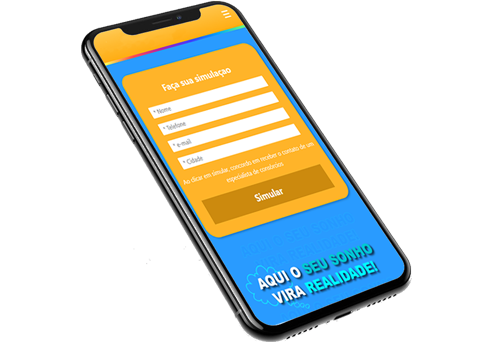 Faça sua simulaçao
* Nome
* Telefone
* e-mail
* Cidade
Ao clicar em simular, concordo em receber o contato de um
especialista de consórcios.
Simular
AQUI O SEU SONHO
VIRA REALIDADE!